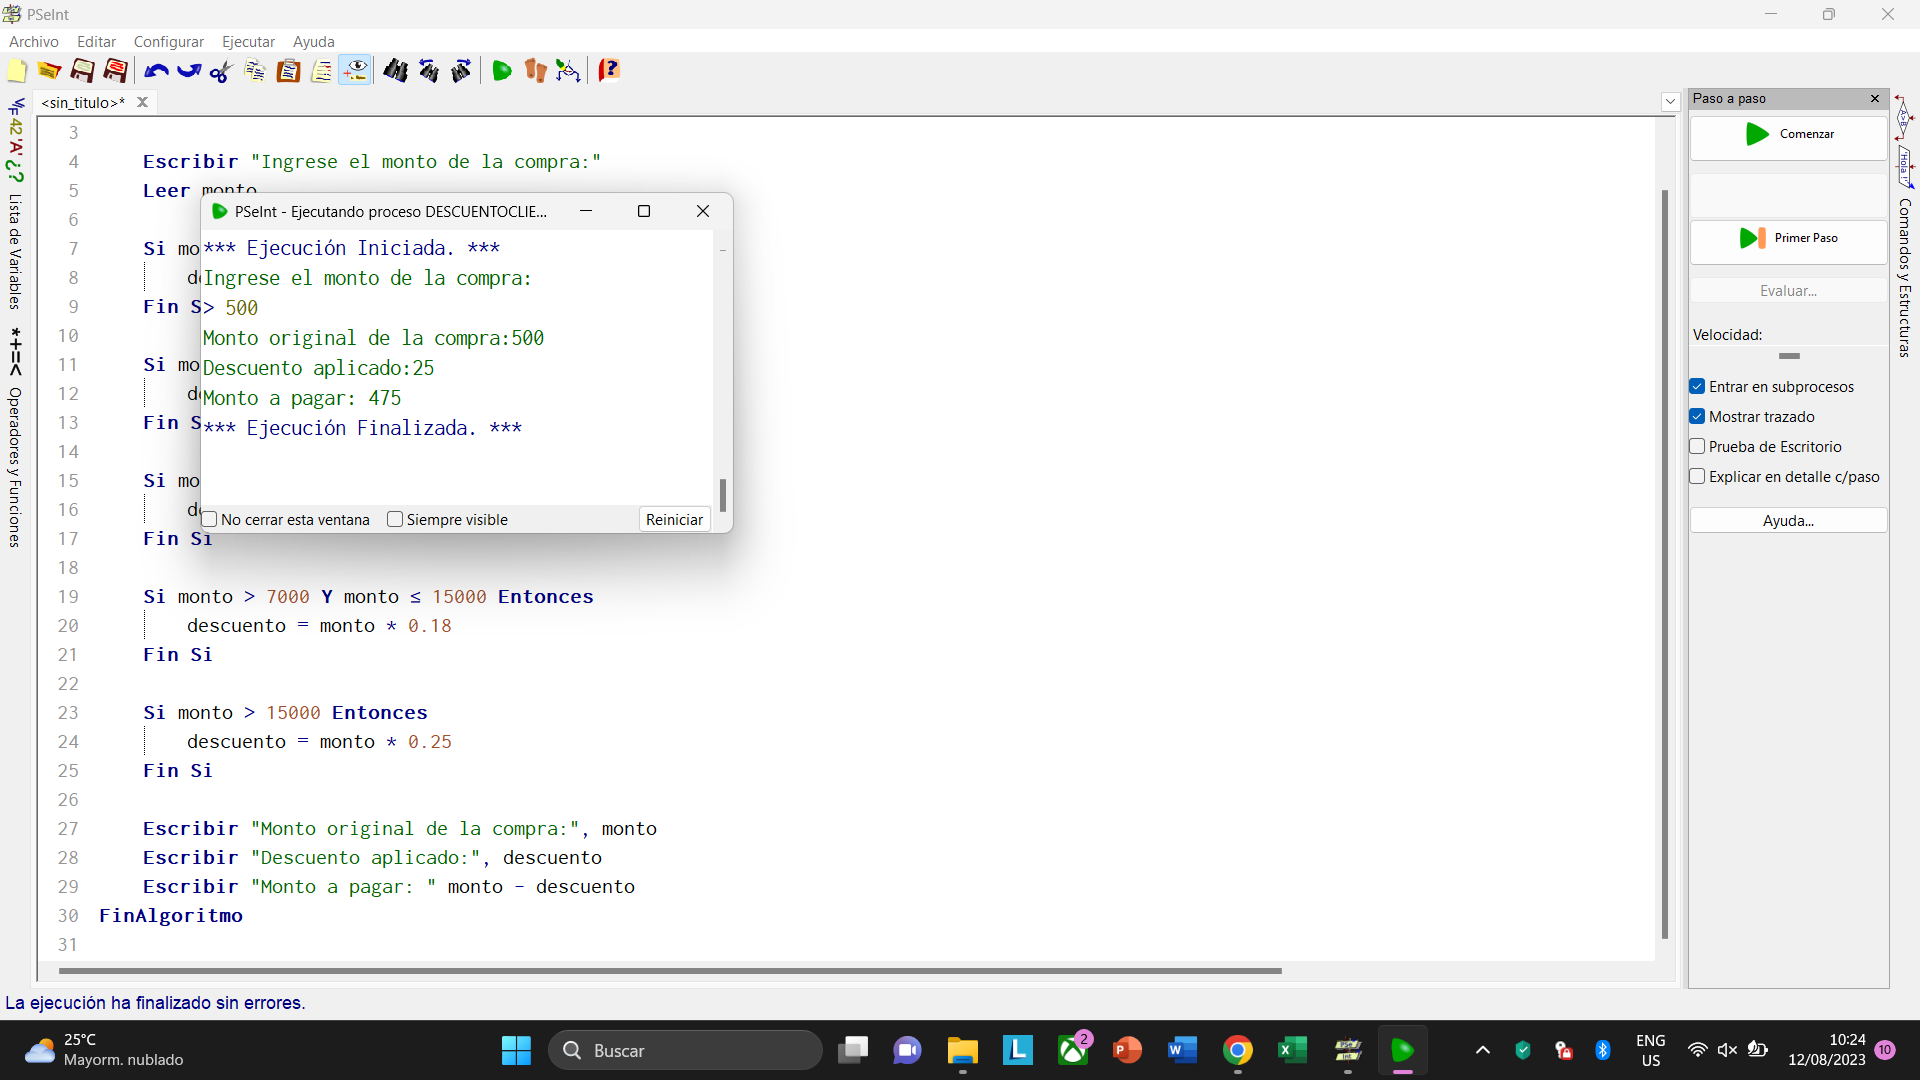 PSeInt
Archivo Editar Configurar Ejecutar Ayuda
<sin_titulo>*
Lista de Variables
*+=< Operadores y Funciones
3
4 Escribir "Ingrese el monto de la compra:"
5 Leer monto
6
7 Si mo
8 de
9 Fin S
10
11 Si mo
12 de
13 Fin S
14
15 Si mo
16 de
17 Fin Si
18
19 Si monto > 7000 Y monto ≤ 15000 Entonces
20 descuento = monto * 0.18
21 Fin Si
22
23 Si monto > 15000 Entonces
24 descuento = monto * 0.25
25 Fin Si
26
27 Escribir "Monto original de la compra:", monto
28 Escribir "Descuento aplicado:", descuento
29 Escribir "Monto a pagar: " monto - descuento
30 FinAlgoritmo
31
PSeInt - Ejecutando proceso DESCUENTOCLIE...
*** Ejecución Iniciada. ***
Ingrese el monto de la compra:
> 500
Monto original de la compra:500
Descuento aplicado:25
Monto a pagar: 475
*** Ejecución Finalizada. ***
No cerrar esta ventana Siempre visible Reiniciar
Paso a paso
Comenzar
Primer Paso
Evaluar...
Velocidad:
Entrar en subprocesos
Mostrar trazado
Prueba de Escritorio
Explicar en detalle c/paso
Ayuda...
Comandos y Estructuras
La ejecución ha finalizado sin errores.
25°C
Mayorm. nublado
Buscar
2
ENG
US
10:24
12/08/2023
10